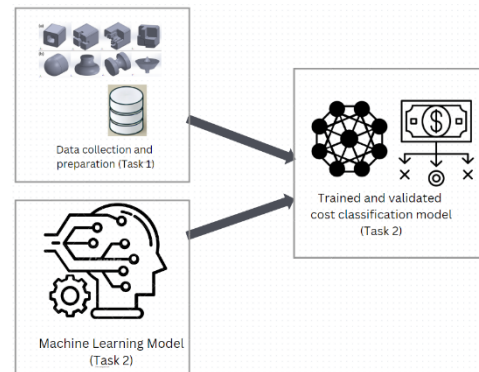 Data collection and
preparation (Task 1)
$
Trained and validated
cost classification model
(Task 2)
Machine Learning Model
(Task 2)